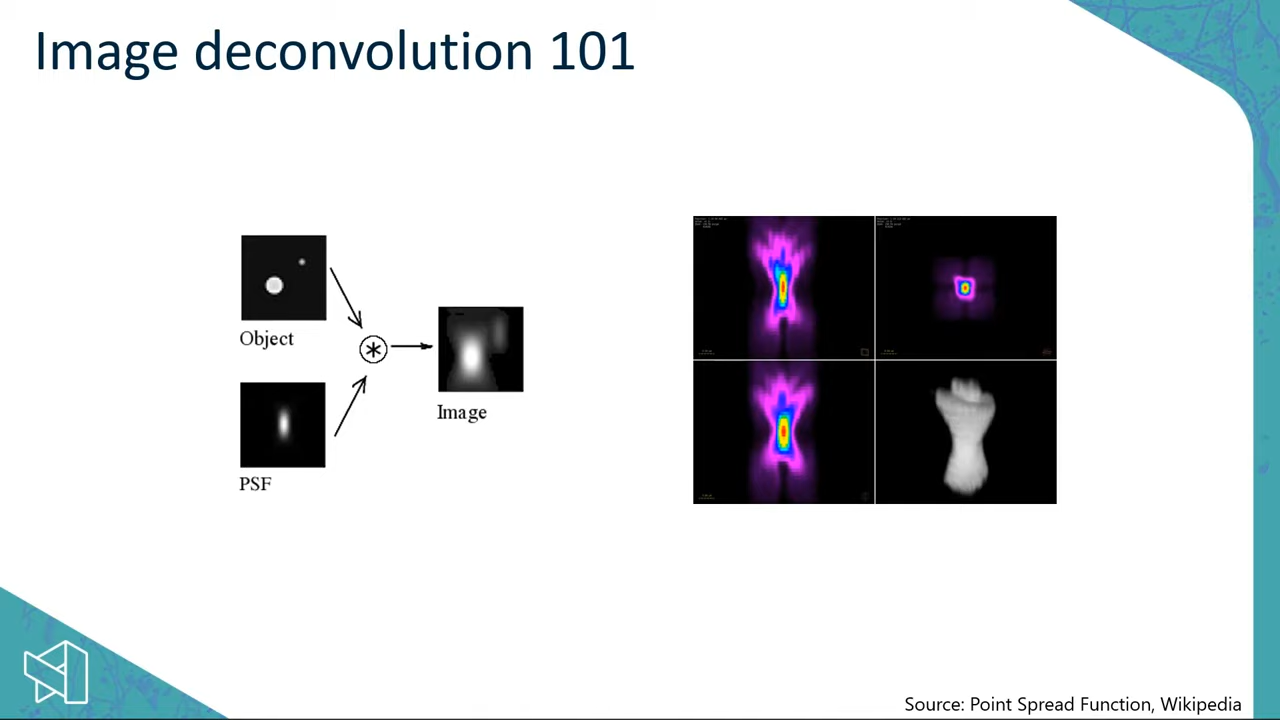 Image deconvolution 101
Object
PSF
Image
Source: Point Spread Function, Wikipedia